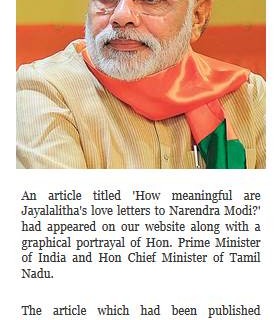 An article titled 'How meaningful are
Jayalalitha's love letters to Narendra Modi?'
had appeared on our website along with a
graphical portrayal of Hon. Prime Minister
of India and Hon Chief Minister of Tamil
Nadu.
The article which had been published